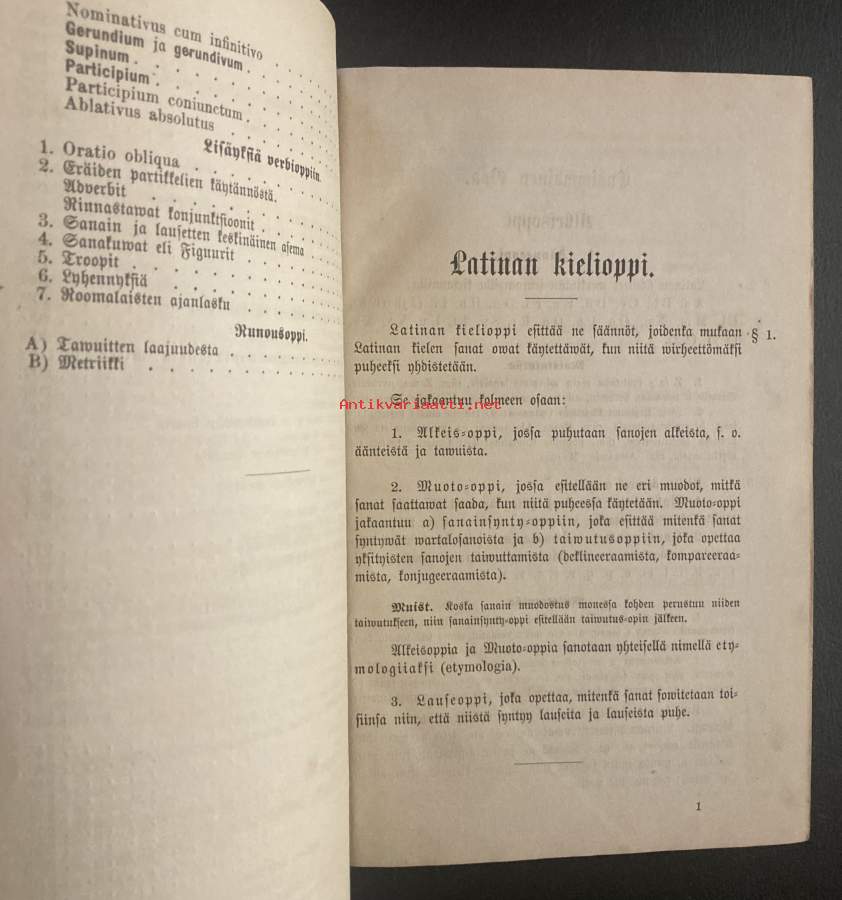 Nominativus cum infinitivo . . . .
Gerundium ja gerundivum . . . .
Supinum . . . .
Participium . . . .
Participium coniunctum . . . .
Ablativus absolutus . . . .
Lisäyksiä verbioppiin.
1. Oratio obliqua . . . .
2. Eräiden partikkelien käytännöstä.
Adverbit . . . .
Rinnastawat konjunktsioonit . . . .
3. Sanain ja lausetten keskinäinen asema . . . .
4. Sanakuwat eli Figuurit . . . .
5. Troopit . . . .
6. Lyhennyksiä . . . .
7. Roomalaisten ajanlasku . . . .
Runousoppi.
A) Tawuitten laajuudesta . . . .
B) Metriikki . . . .
Latinan kielioppi.
Latinan kielioppi esittää ne säännöt, joidenka mukaan § 1.
Latinan kielen sanat owat käytettäwät, kun niitä wirheettömäksi
puheeksi yhdistetään.
Se jakaantuu kolmeen osaan:
Antikvariaatti.net
1. Alkeis-oppi, jossa puhutaan sanojen alkeista, s. o.
äänteistä ja tawuista.
2. Muoto-oppi, jossa esitellään ne eri muodot, mitkä
sanat saattawat saada, kun niitä puheessa käytetään. Muoto-oppi
jakaantuu a) sanainsynty-oppiin, joka esittää mitenkä sanat
syntywät wartalosanoista ja b) taiwutusoppiin, joka opettaa
yksityisten sanojen taiwuttamista (deklineeraamista, kompareeraa-
mista, konjugeeraamista).
Muist. Koska sanain muodostus monessa kohden perustuu niiden
taiwutukseen, niin sanainsynty-oppi esitellään taiwutus-opin jälkeen.
Alkeisoppia ja Muoto-oppia sanotaan yhteisellä nimellä ety-
mologiiaksi (etymologia).
3. Lauseoppi, joka opettaa, mitenkä sanat sowitetaan toi-
siinsa niin, että niistä syntyy lauseita ja lauseista puhe.
1